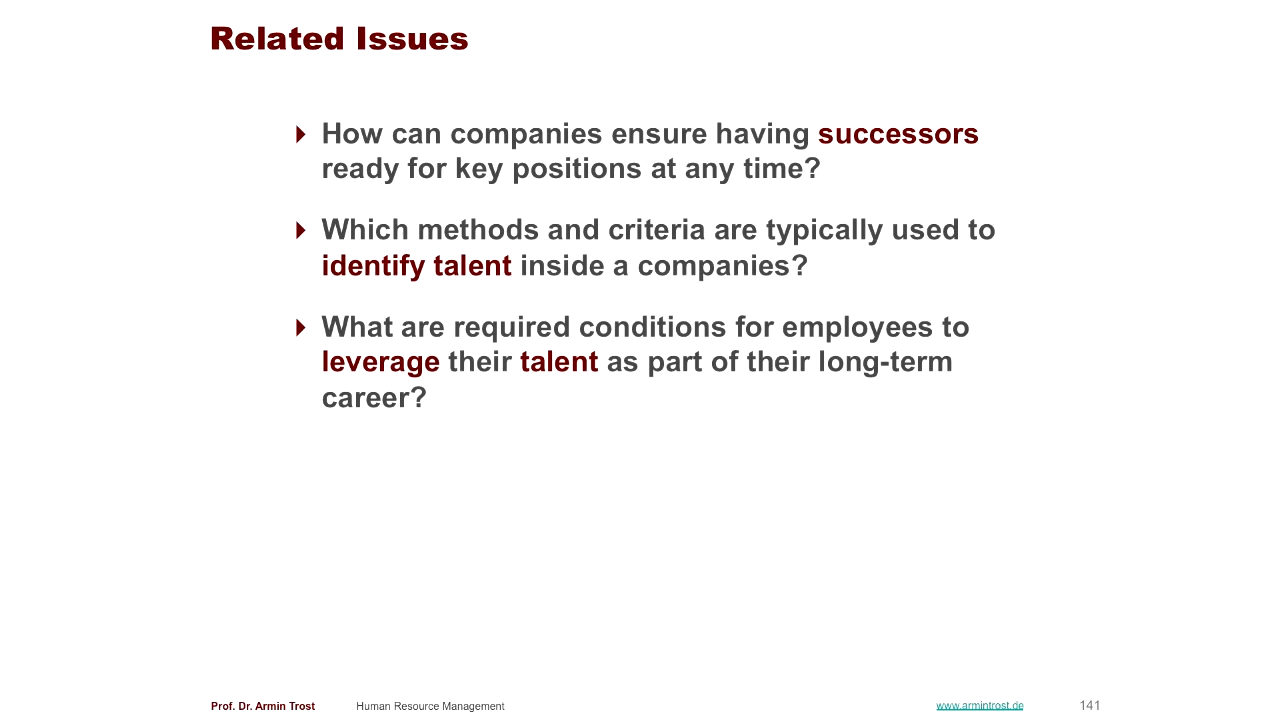 Related Issues
How can companies ensure having successors
ready for key positions at any time?
Which methods and criteria are typically used to
identify talent inside a companies?
What are required conditions for employees to
leverage their talent as part of their long-term
career?
Prof. Dr. Armin Trost Human Resource Management www.armintrost.de 141